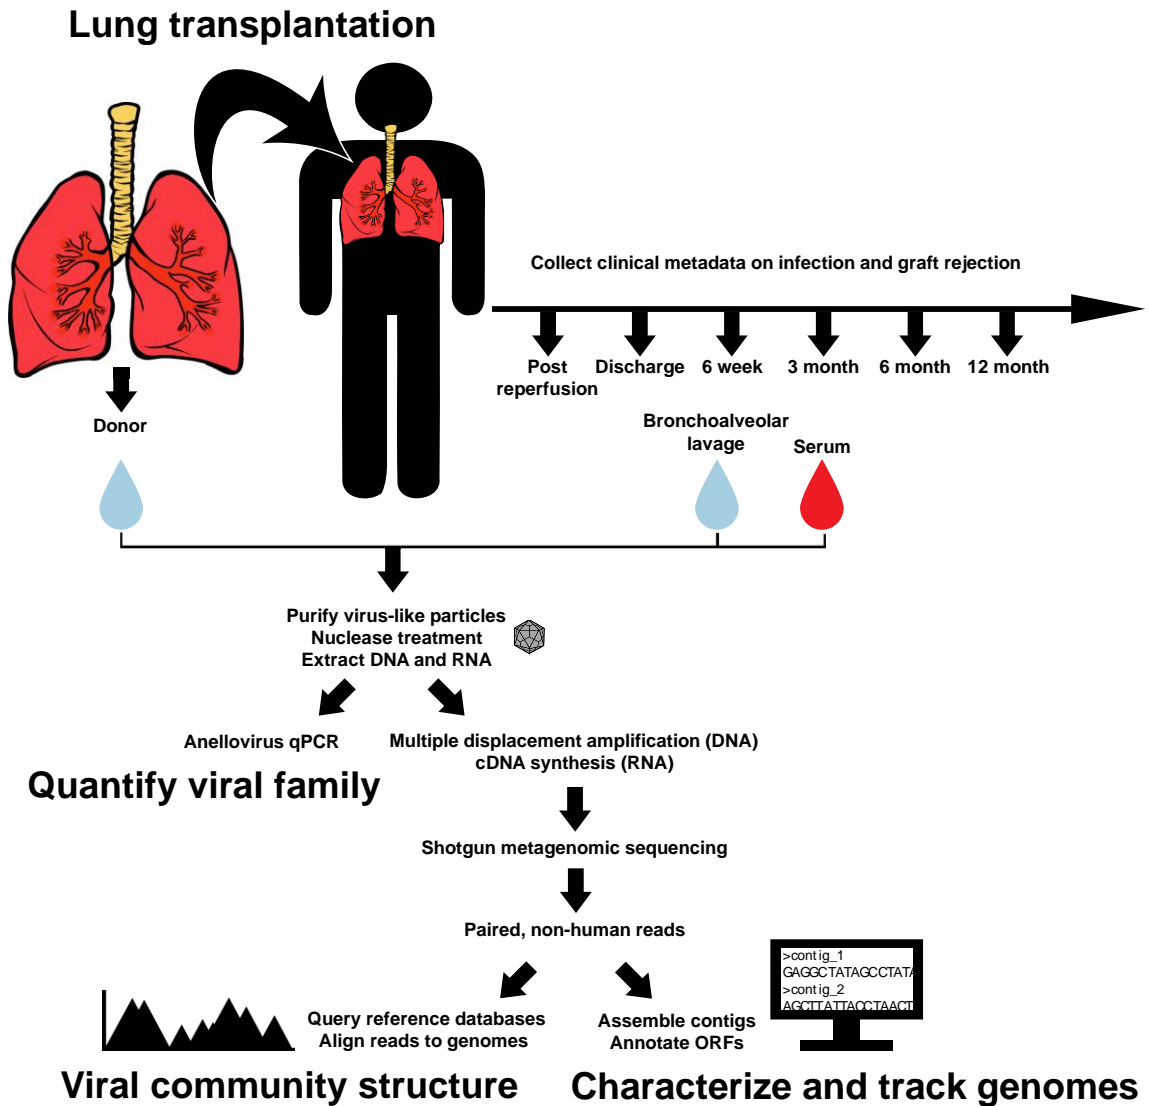 Lung transplantation
Collect clinical metadata on infection and graft rejection
Post
reperfusion
Discharge
6 week
3 month
6 month
12 month
Donor
Bronchoalveolar
lavage
Serum
Purify virus-like particles
Nuclease treatment
Extract DNA and RNA
Anellovirus qPCR
Multiple displacement amplification (DNA)
cDNA synthesis (RNA)
Quantify viral family
Shotgun metagenomic sequencing
Paired, non-human reads
>contig_1
GAGGCTATAGCCTATA
>contig_2
AGCTTATTACCTAACT
Query reference databases
Align reads to genomes
Assemble contigs
Annotate ORFs
Viral community structure
Characterize and track genomes